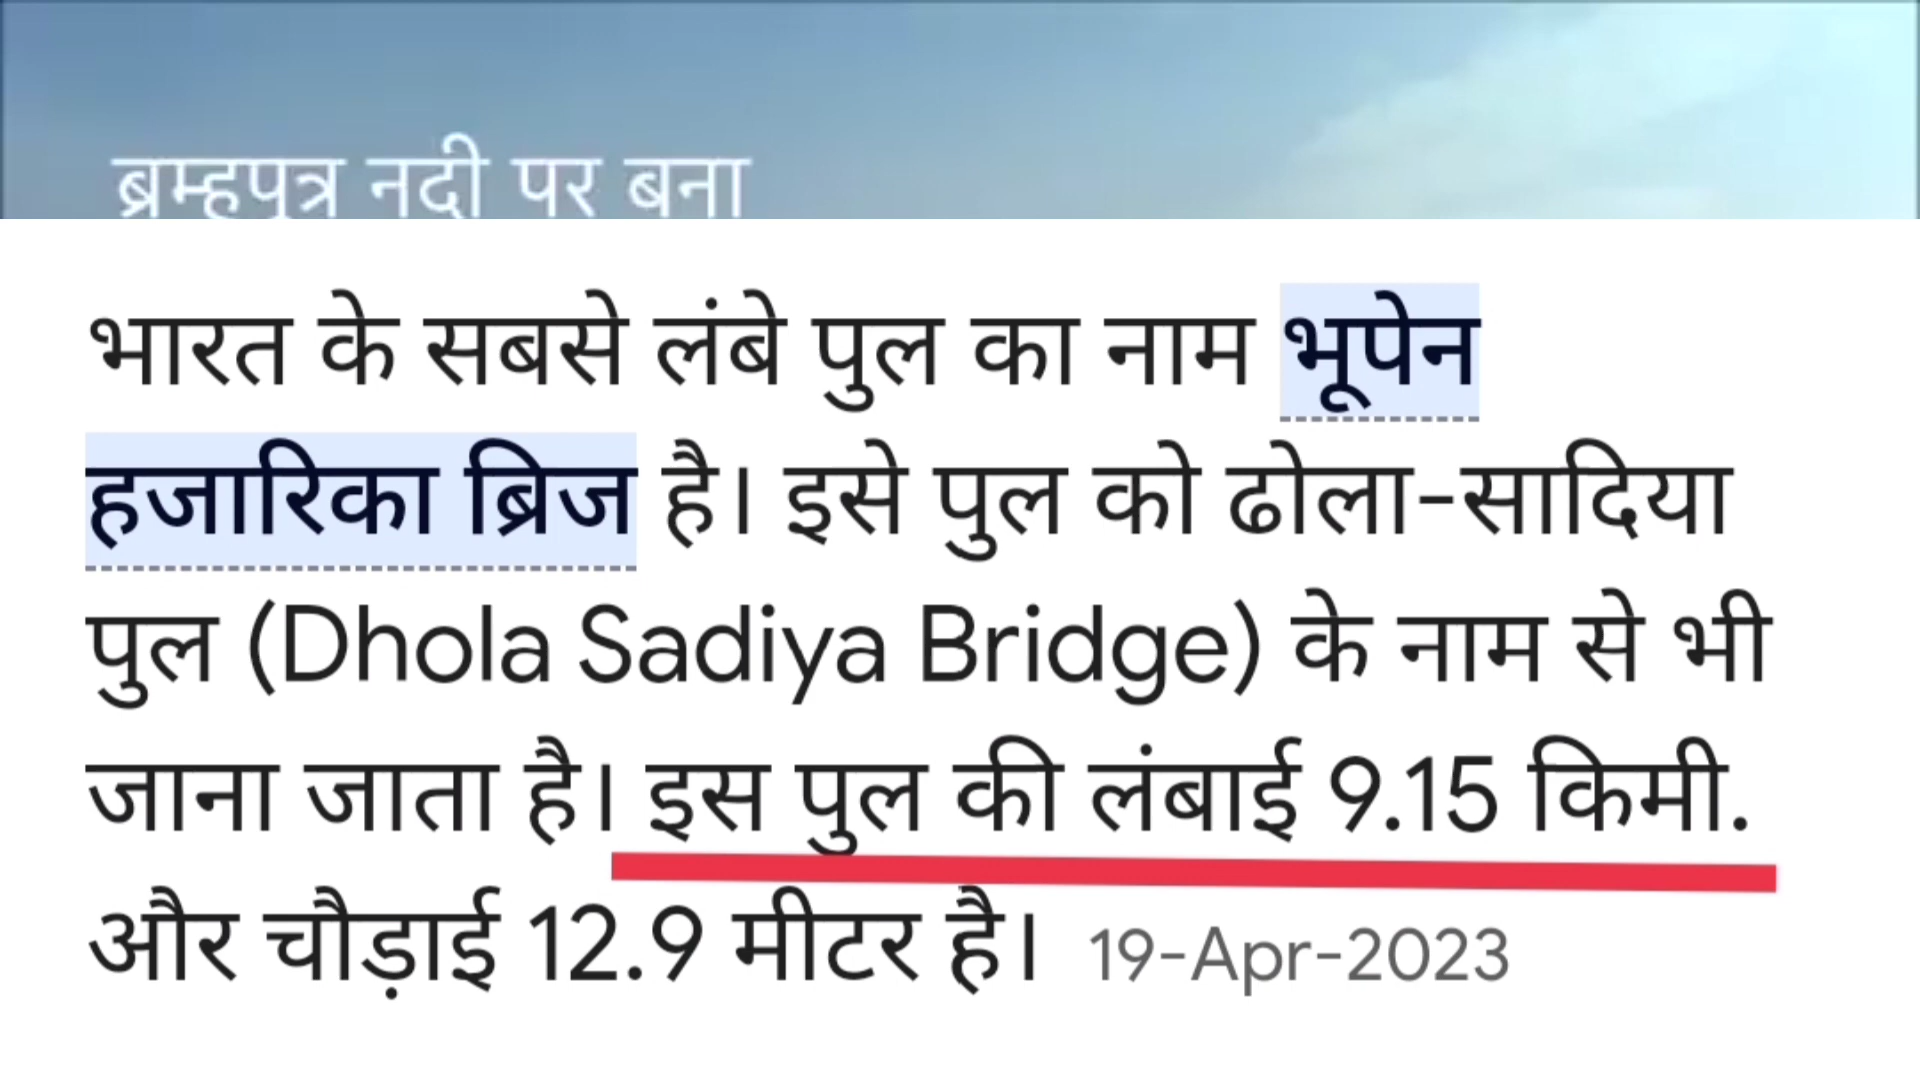 ब्रम्हपुत्र नदी पर बना
भारत के सबसे लंबे पुल का नाम भूपेन
हजारिका ब्रिज है। इसे पुल को ढोला-सादिया
पुल (Dhola Sadiya Bridge) के नाम से भी
जाना जाता है। इस पुल की लंबाई 9.15 किमी.
और चौड़ाई 12.9 मीटर है। 19-Apr-2023